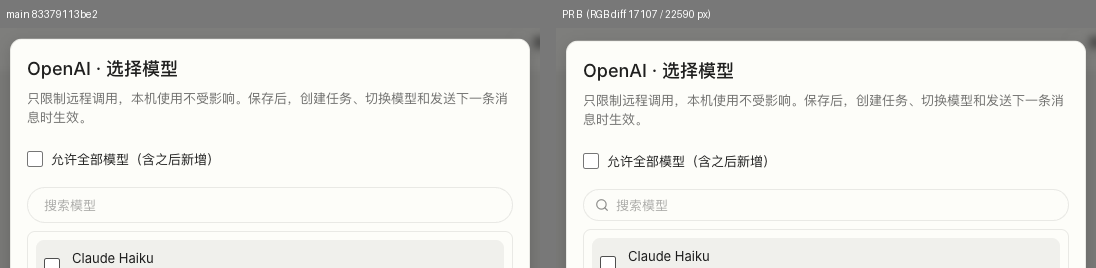 main 83379113be2
OpenAI · 选择模型
只限制远程调用，本机使用不受影响。保存后，创建任务、切换模型和发送下一条消
息时生效。
允许全部模型（含之后新增）
搜索模型
Claude Haiku
PR B (RGB diff 17107 / 22590 px)
OpenAI · 选择模型
只限制远程调用，本机使用不受影响。保存后，创建任务、切换模型和发送下一条消
息时生效。
允许全部模型（含之后新增）
搜索模型
Claude Haiku